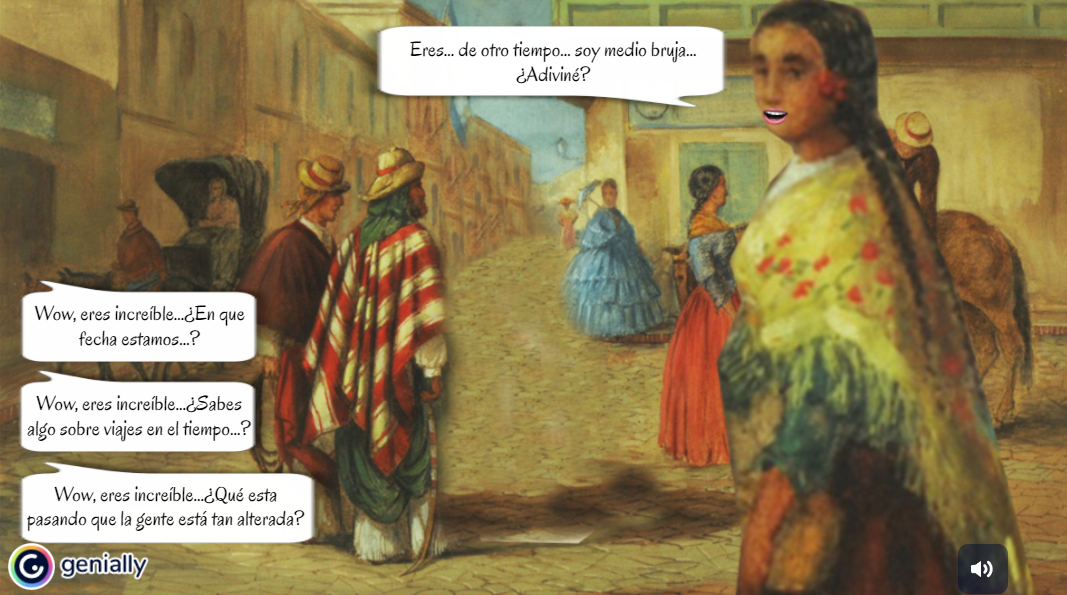 Eres... de otro tiempo... soy medio bruja...
¿Adiviné?
Wow, eres increíble...¿En que
fecha estamos...?
Wow, eres increíble...¿Sabes
algo sobre viajes en el tiempo...?
Wow, eres increíble...¿Qué esta
pasando que la gente está tan alterada?
genially